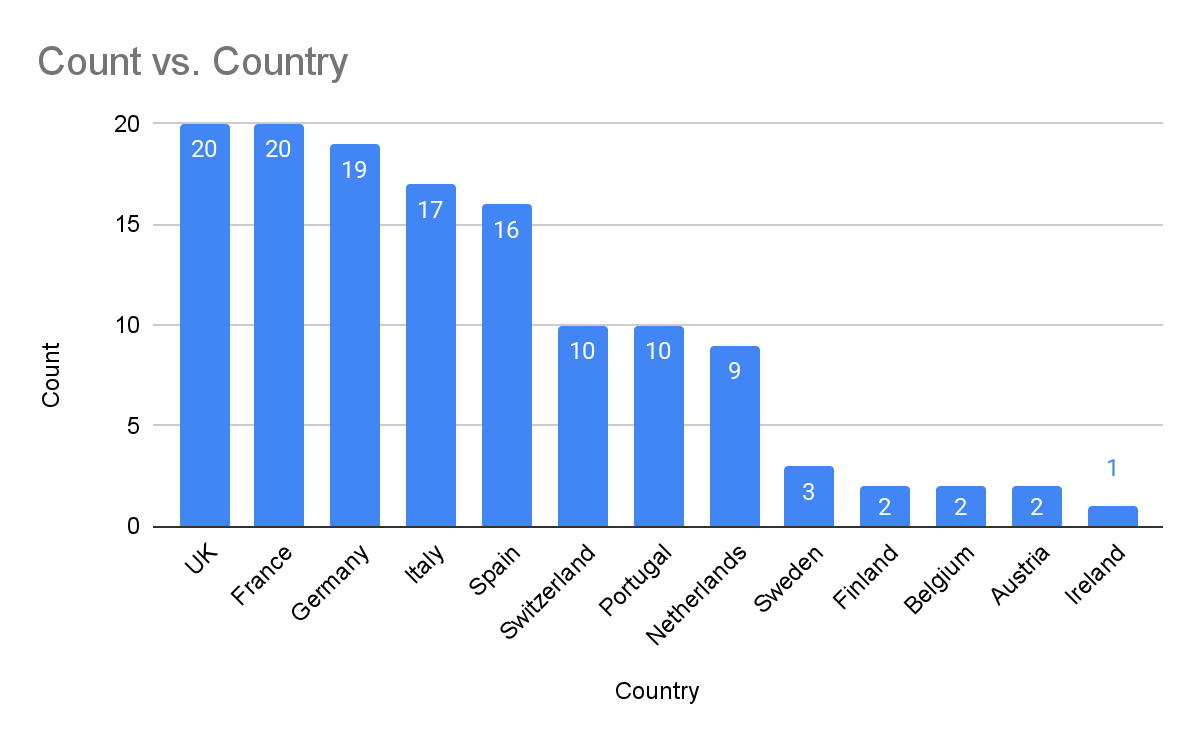 Count vs. Country
20
15
10
5
0
Count
20
20
19
17
16
10
10
9
3
2
2
2
1
UK
France
Germany
Italy
Spain
Switzerland
Portugal
Netherlands
Sweden
Finland
Belgium
Austria
Ireland
Country